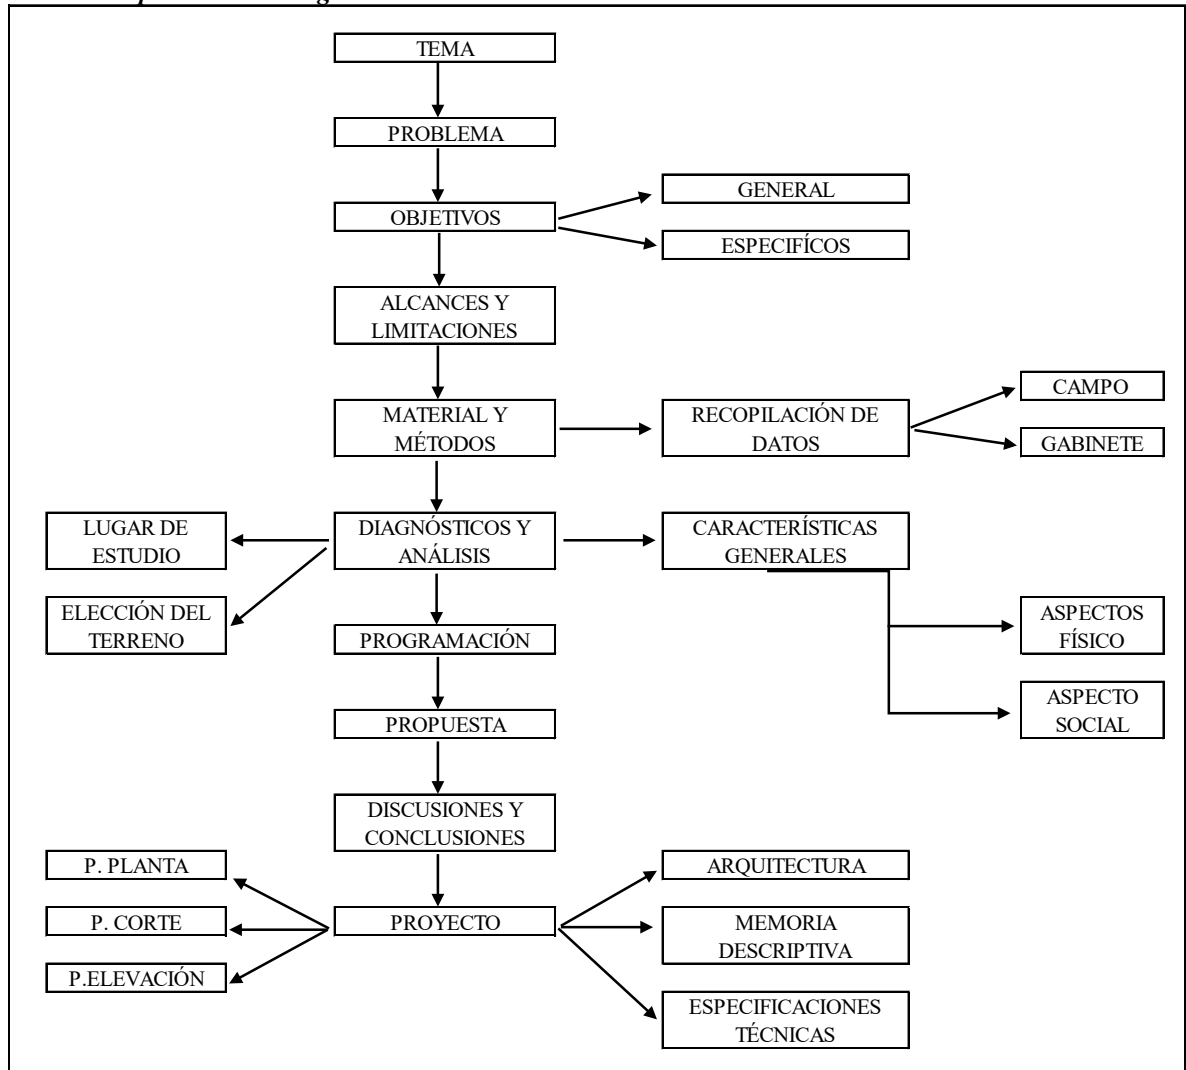 TEMA
PROBLEMA
OBJETIVOS
GENERAL
ESPECIFÍCOS
ALCANCES Y
LIMITACIONES
MATERIAL Y
MÉTODOS
RECOPILACIÓN DE
DATOS
CAMPO
GABINETE
LUGAR DE
ESTUDIO
ELECCIÓN DEL
TERRENO
DIAGNÓSTICOS Y
ANÁLISIS
CARACTERÍSTICAS
GENERALES
ASPECTOS
FÍSICO
ASPECTO
SOCIAL
PROGRAMACIÓN
PROPUESTA
DISCUSIONES Y
CONCLUSIONES
P. PLANTA
P. CORTE
P.ELEVACIÓN
PROYECTO
ARQUITECTURA
MEMORIA
DESCRIPTIVA
ESPECIFICACIONES
TÉCNICAS